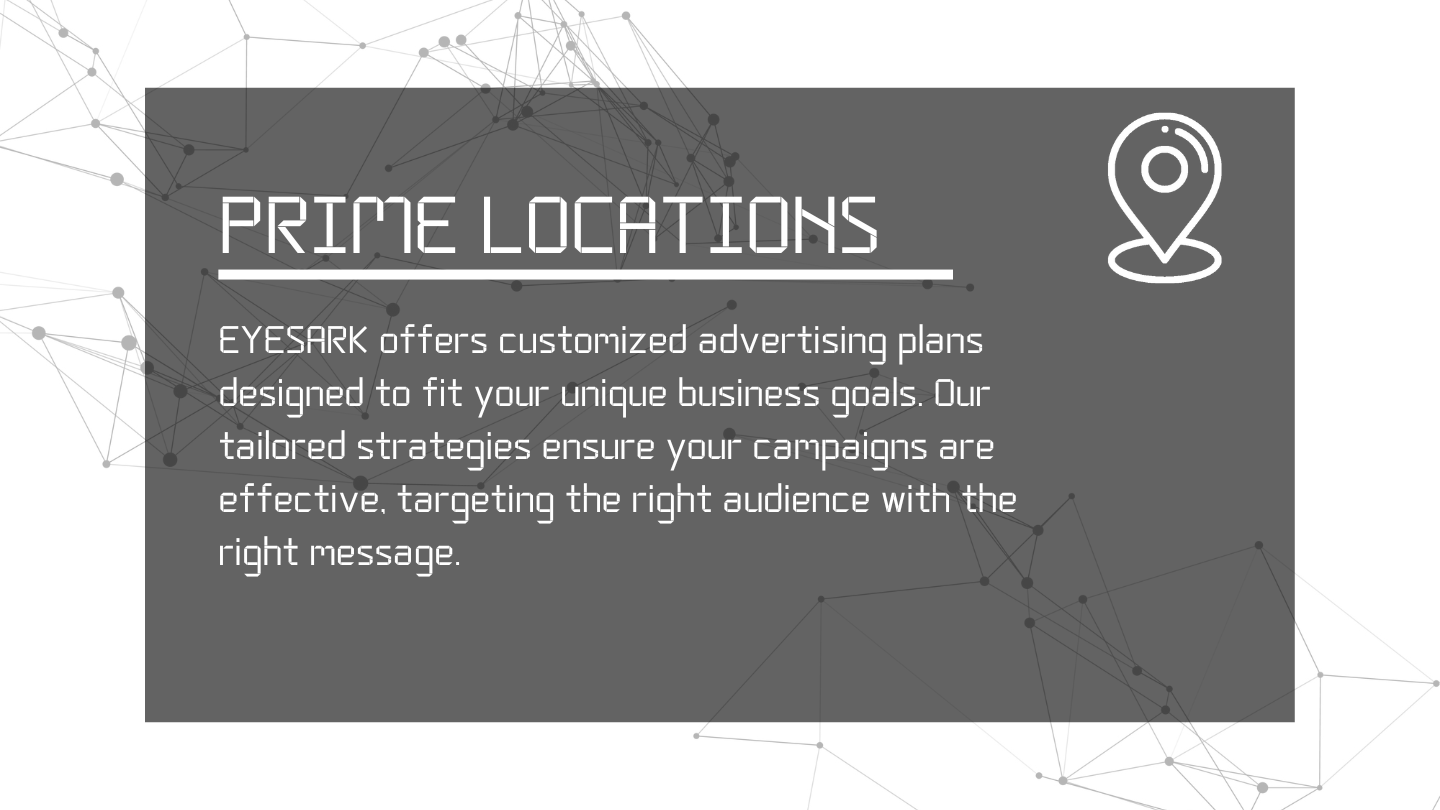 PRIME LOCATIONS
EYESARK offers customized advertising plans
designed to fit your unique business goals. Our
tailored strategies ensure your campaigns are
effective, targeting the right audience with the
right message.